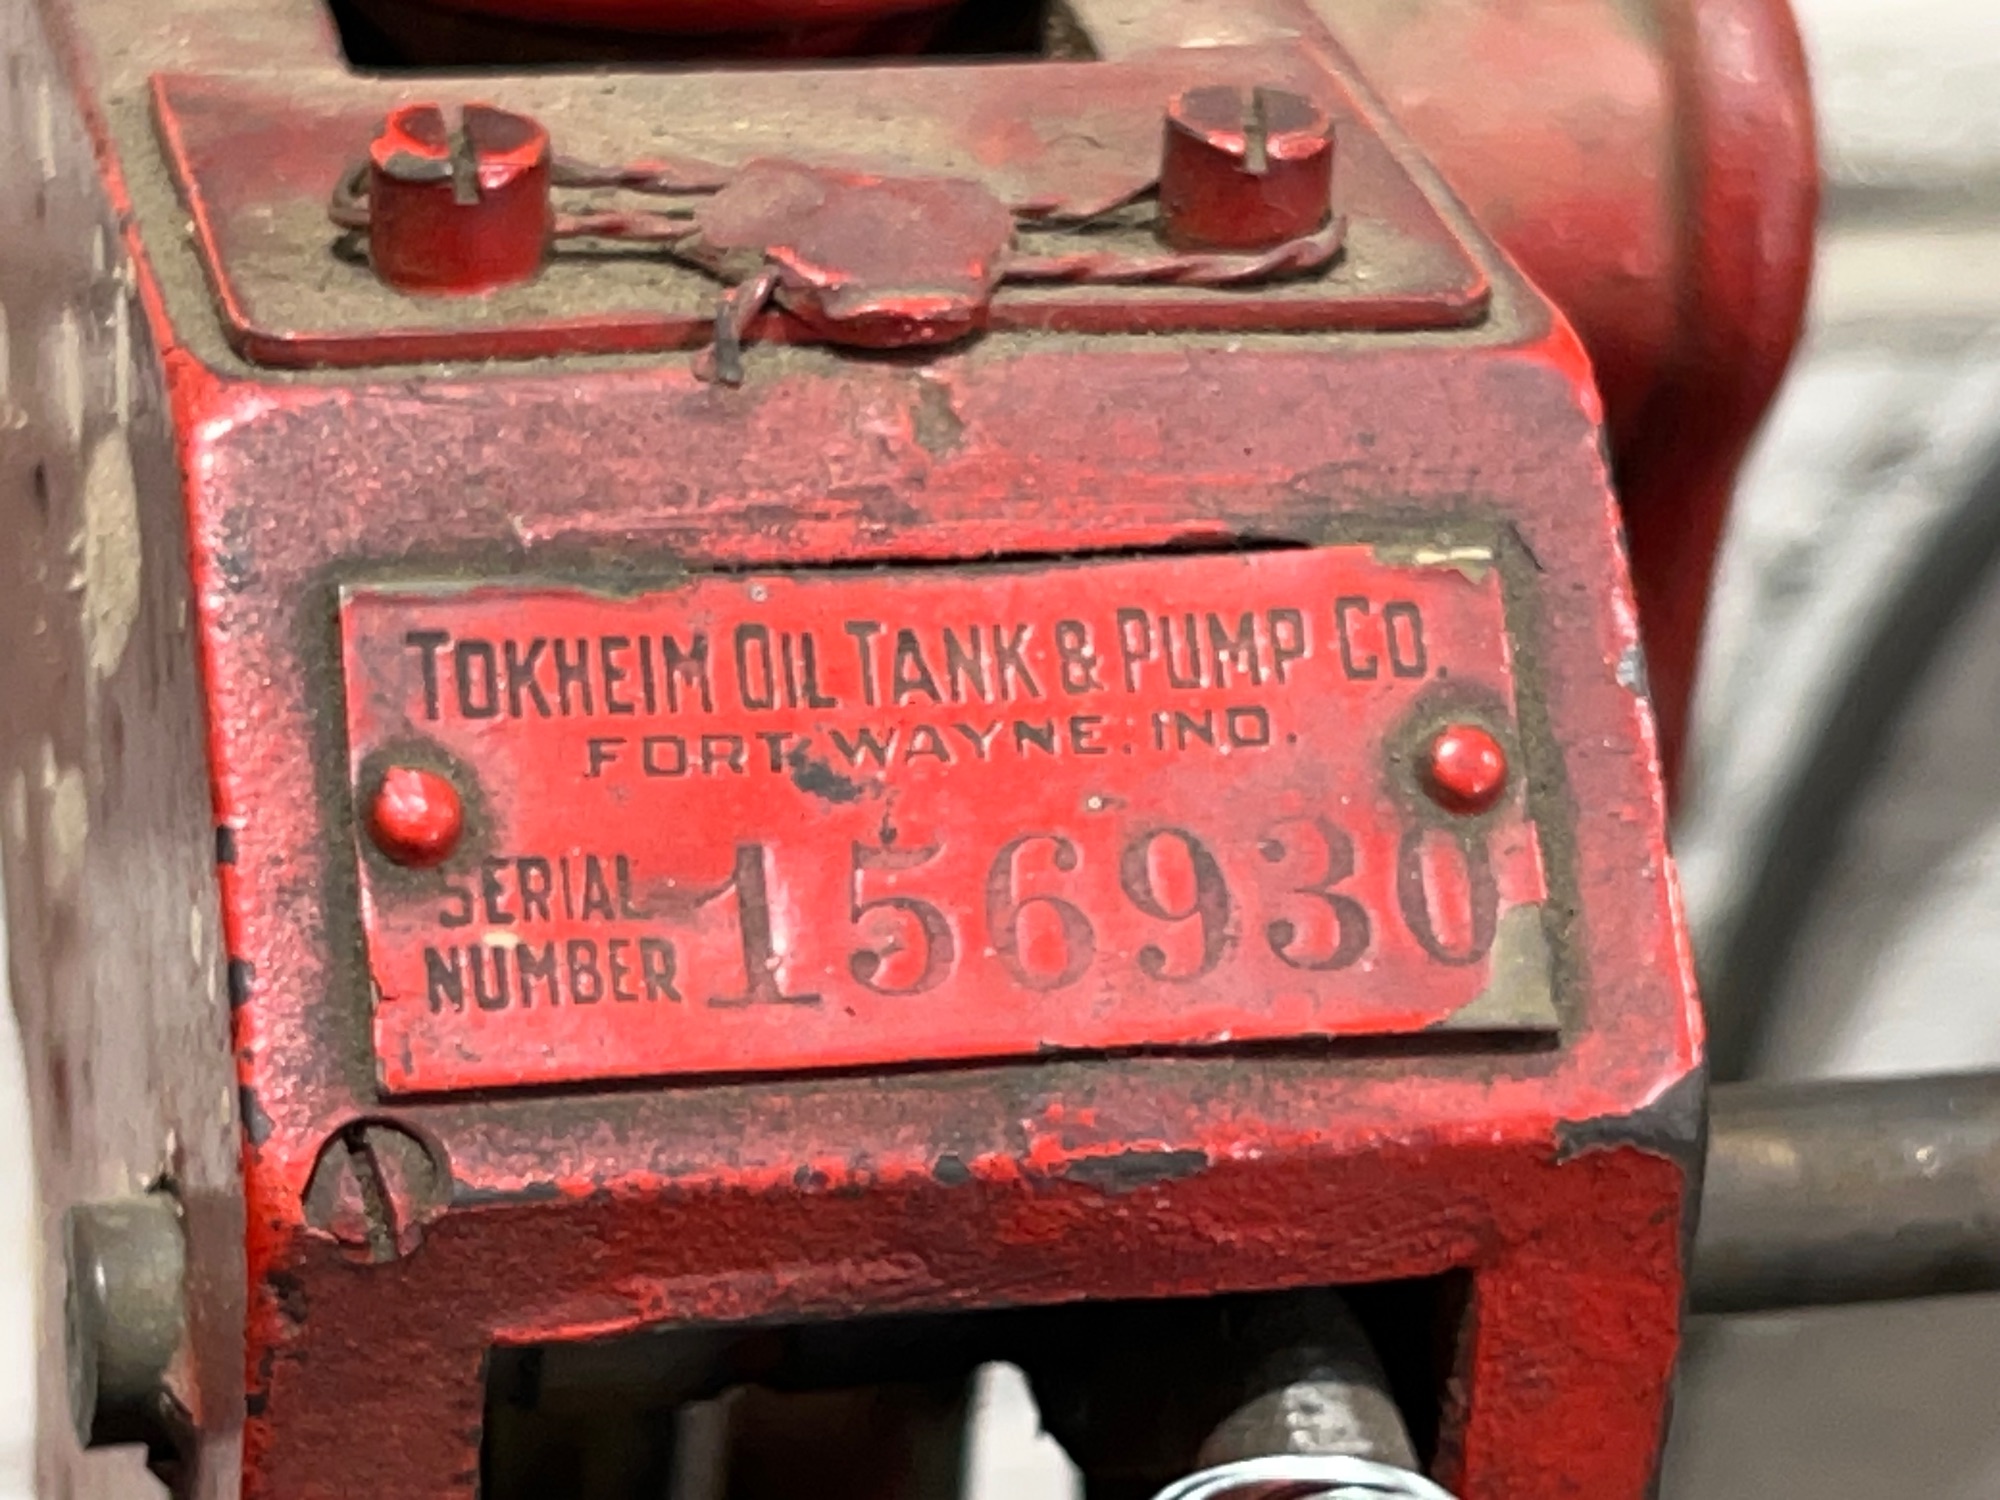 TOKHEIM OIL TANK & PUMP CO.
FORT WAYNE. IND.
SERIAL
NUMBER 156930